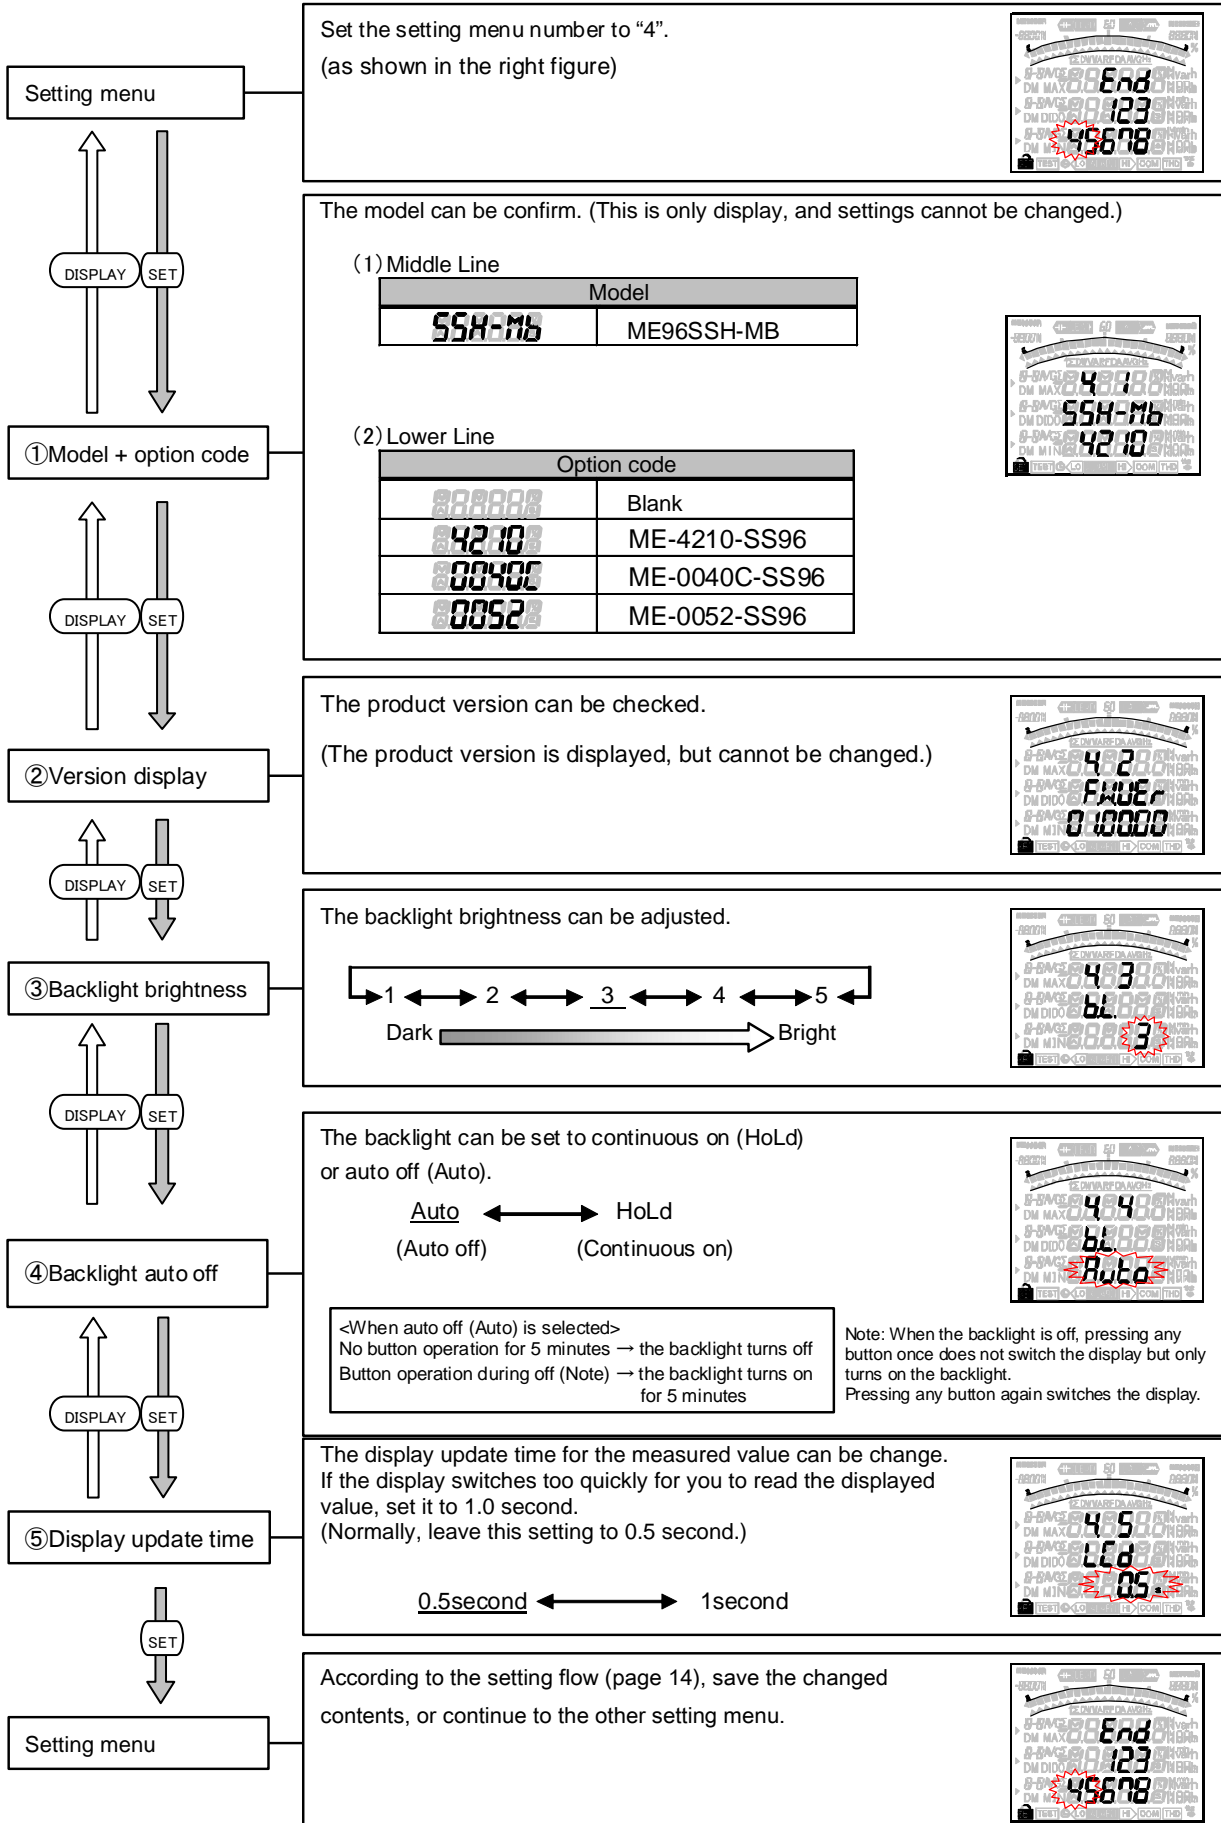 Setting menu
Set the setting menu number to “4”.
(as shown in the right figure)
End
123
45678
DISPLAY
SET
①Model + option code
The model can be confirm. (This is only display, and settings cannot be changed.)
(1) Middle Line
Model
SSH-Mb
ME96SSH-MB
(2) Lower Line
Option code
Blank
4210
ME-4210-SS96
0040C
ME-0040C-SS96
0052
ME-0052-SS96
4. 1
SSH-Mb
4210
DISPLAY
SET
②Version display
The product version can be checked.
(The product version is displayed, but cannot be changed.)
4. 2
F.WVEr
01.00.00
DISPLAY
SET
③Backlight brightness
The backlight brightness can be adjusted.
1 2 3 4 5
Dark
Bright
4. 3
bL.
3
DISPLAY
SET
④Backlight auto off
The backlight can be set to continuous on (HoLd)
or auto off (Auto).
Auto HoLd
(Auto off) (Continuous on)
<When auto off (Auto) is selected>
No button operation for 5 minutes → the backlight turns off
Button operation during off (Note) → the backlight turns on
for 5 minutes
Note: When the backlight is off, pressing any
button once does not switch the display but only
turns on the backlight.
Pressing any button again switches the display.
4. 4
bL.
Auto
DISPLAY
SET
⑤Display update time
The display update time for the measured value can be change.
If the display switches too quickly for you to read the displayed
value, set it to 1.0 second.
(Normally, leave this setting to 0.5 second.)
0.5second 1second
4. 5
LCd
0.5 s
SET
Setting menu
According to the setting flow (page 14), save the changed
contents, or continue to the other setting menu.
End
123
45678